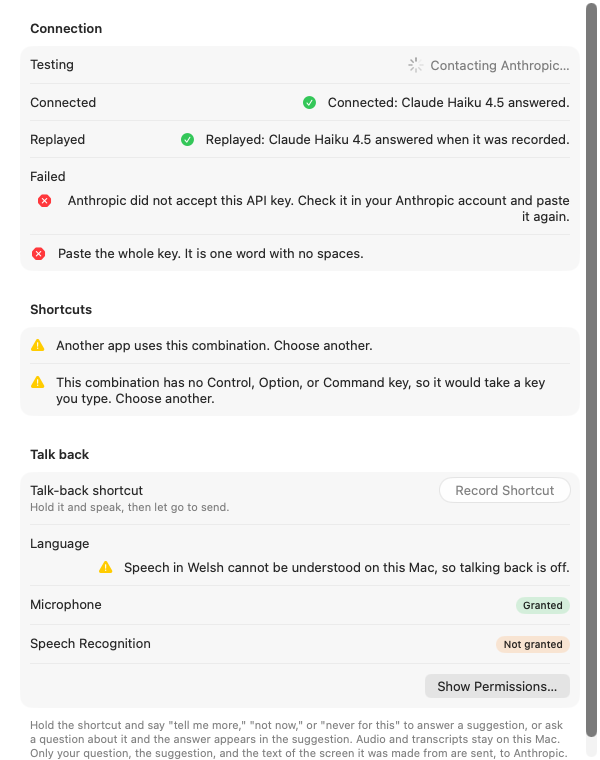 Connection
Testing
Contacting Anthropic…
Connected
Connected: Claude Haiku 4.5 answered.
Replayed
Replayed: Claude Haiku 4.5 answered when it was recorded.
Failed
Anthropic did not accept this API key. Check it in your Anthropic account and paste
it again.
Paste the whole key. It is one word with no spaces.
Shortcuts
Another app uses this combination. Choose another.
This combination has no Control, Option, or Command key, so it would take a key
you type. Choose another.
Talk back
Talk-back shortcut
Record Shortcut
Hold it and speak, then let go to send.
Language
Speech in Welsh cannot be understood on this Mac, so talking back is off.
Microphone
Granted
Speech Recognition
Not granted
Show Permissions…
Hold the shortcut and say "tell me more," "not now," or "never for this" to answer a suggestion, or ask
a question about it and the answer appears in the suggestion. Audio and transcripts stay on this Mac.
Only your question, the suggestion, and the text of the screen it was made from are sent, to Anthropic.